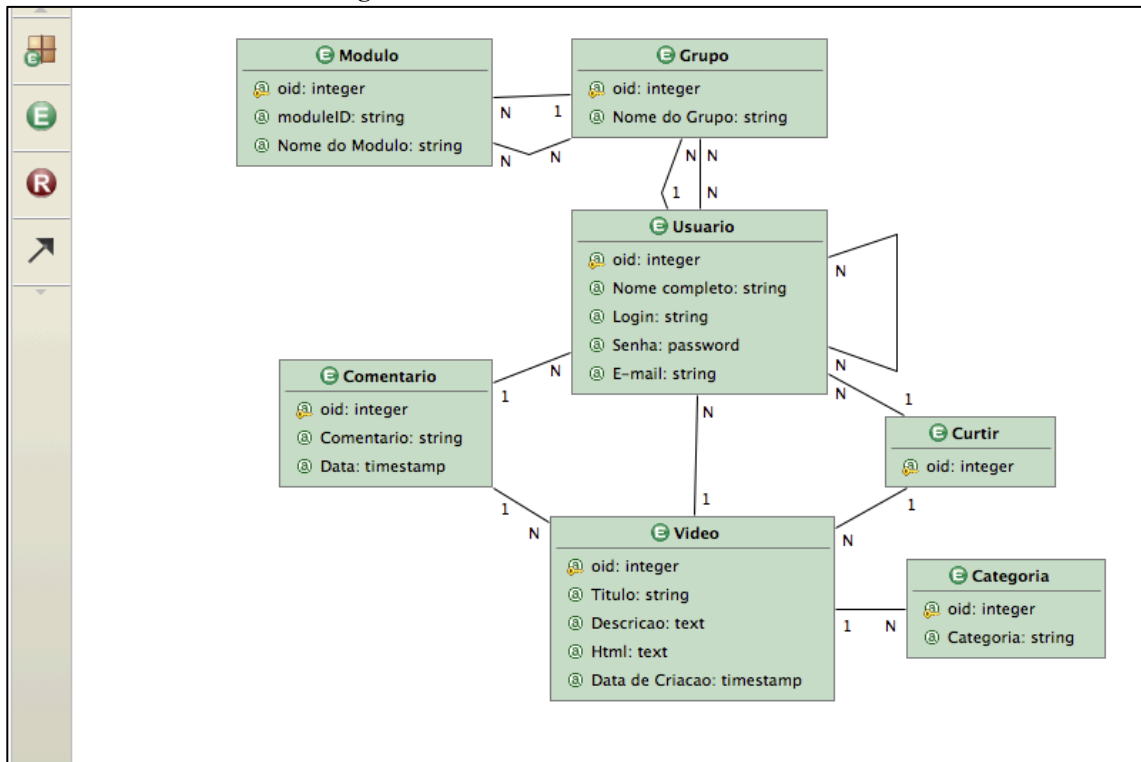 g
E Modulo
a oid: integer
a moduleID: string
a Nome do Modulo: string
E Grupo
a oid: integer
a Nome do Grupo: string
N 1
N N
N N
1 N
E Usuario
a oid: integer
a Nome completo: string
a Login: string
a Senha: password
a E-mail: string
N
N
N
1
N
1
N
1
E Comentario
a oid: integer
a Comentario: string
a Data: timestamp
E Curtir
a oid: integer
1
N
1
N
E Video
a oid: integer
a Titulo: string
a Descricao: text
a Html: text
a Data de Criacao: timestamp
1 N
E Categoria
a oid: integer
a Categoria: string
E
E
R